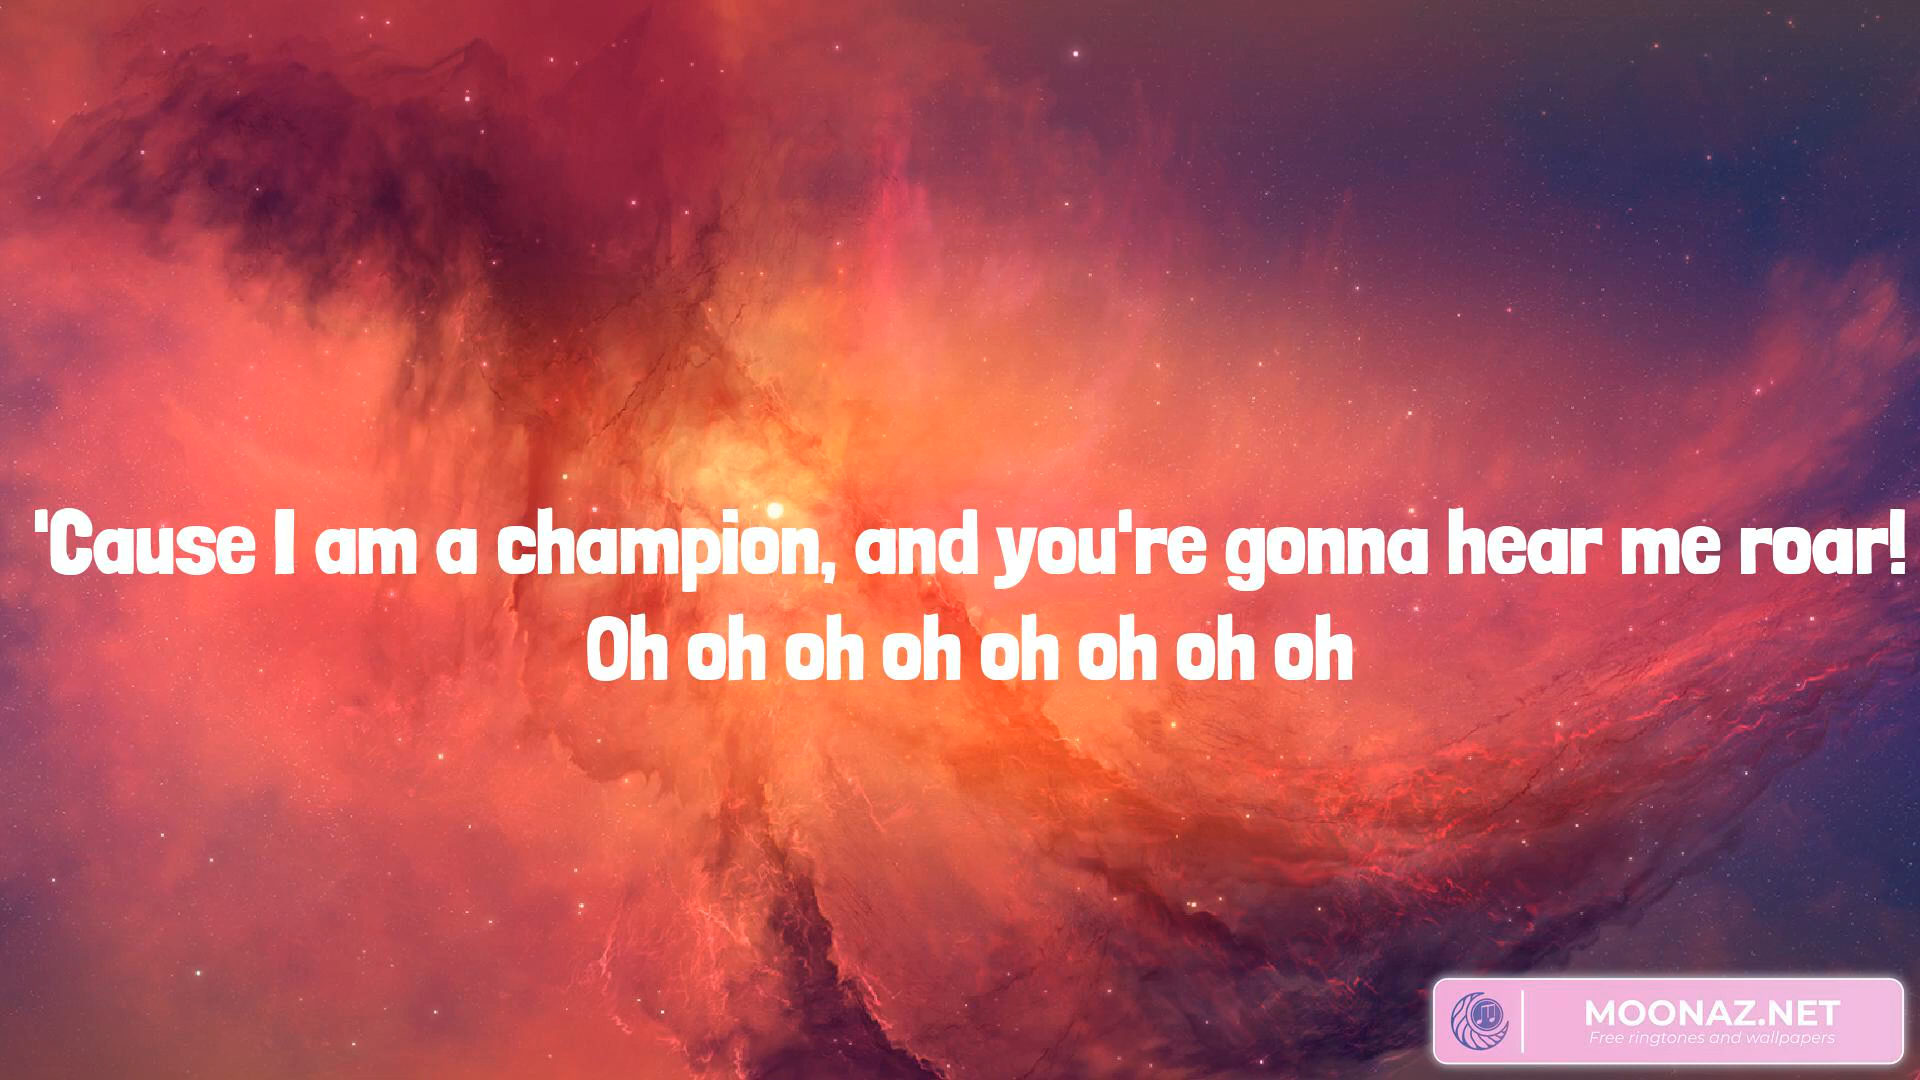 'Cause I am a champion, and you're gonna hear me roar!
Oh oh oh oh oh oh oh oh
MOONAZ.NET
Free ringtones and wallpapers